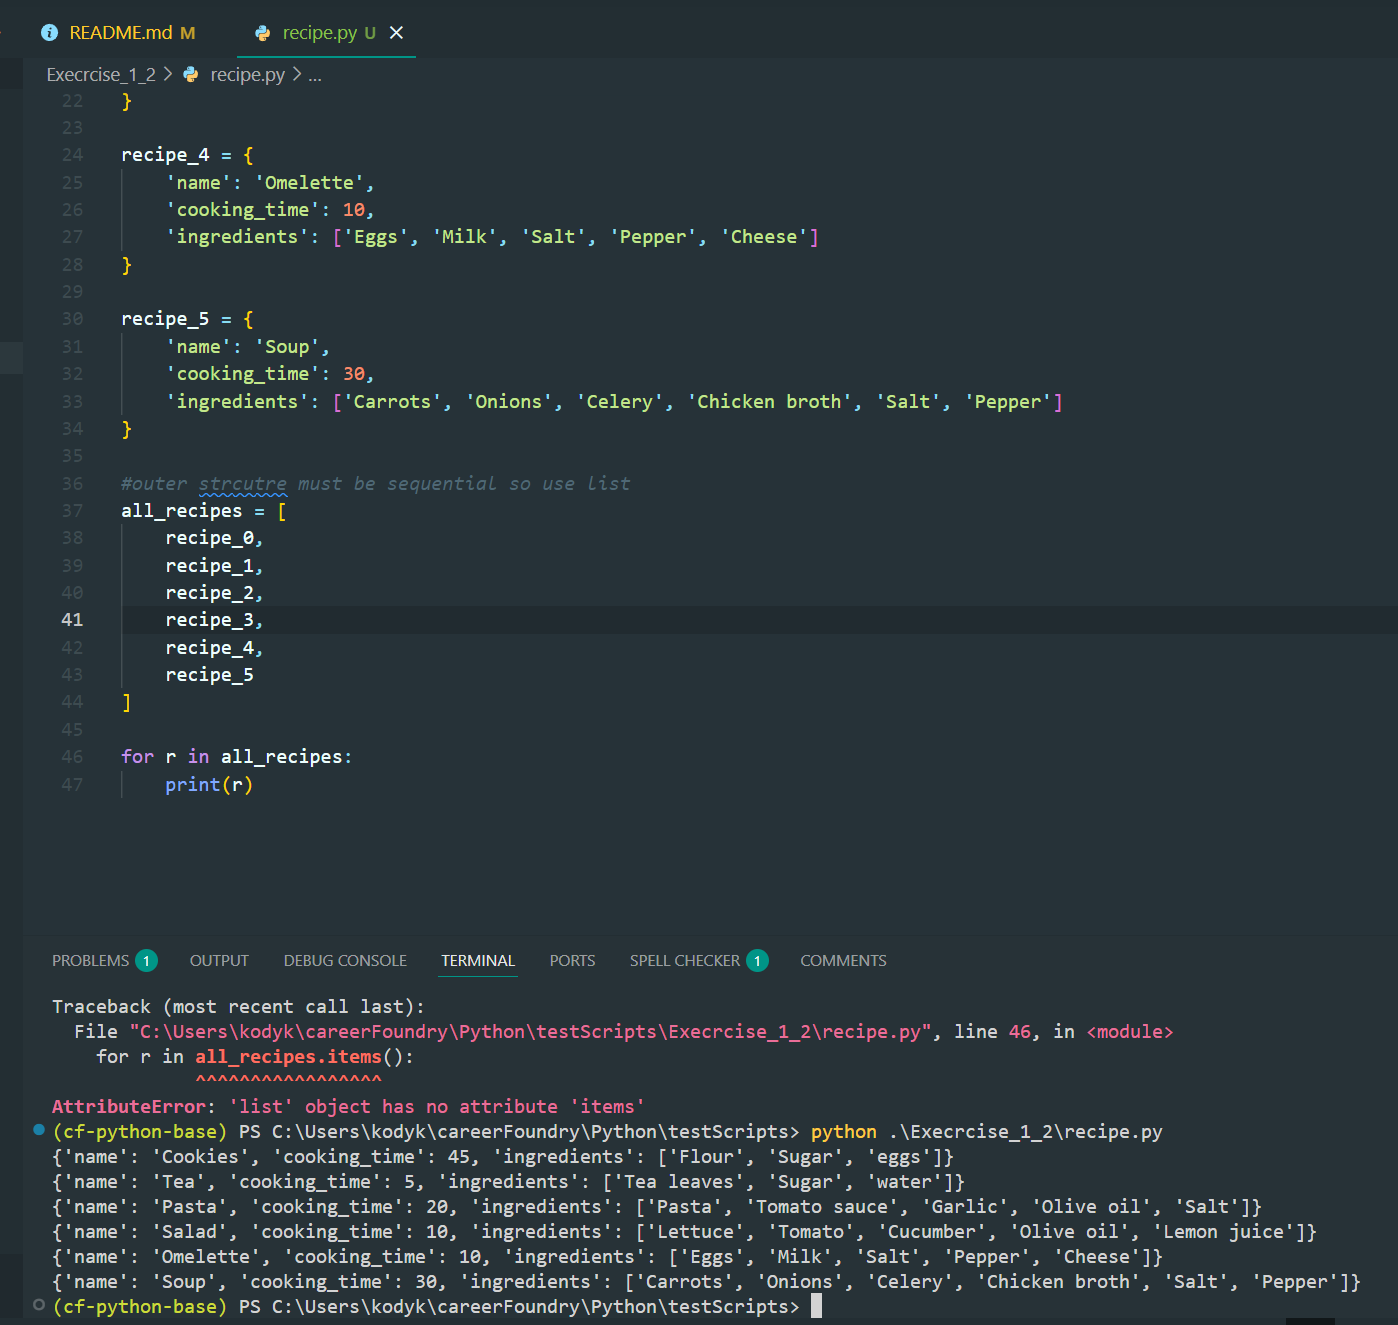 README.md M recipe.py U
Execrcise_1_2 > recipe.py > ...
22 }
23
24 recipe_4 = {
25     'name': 'Omelette',
26     'cooking_time': 10,
27     'ingredients': ['Eggs', 'Milk', 'Salt', 'Pepper', 'Cheese']
28 }
29
30 recipe_5 = {
31     'name': 'Soup',
32     'cooking_time': 30,
33     'ingredients': ['Carrots', 'Onions', 'Celery', 'Chicken broth', 'Salt', 'Pepper']
34 }
35
36 #outer strcutre must be sequential so use list
37 all_recipes = [
38     recipe_0,
39     recipe_1,
40     recipe_2,
41     recipe_3,
42     recipe_4,
43     recipe_5
44 ]
45
46 for r in all_recipes:
47     print(r)
PROBLEMS 1 OUTPUT DEBUG CONSOLE TERMINAL PORTS SPELL CHECKER 1 COMMENTS
Traceback (most recent call last):
  File "C:\Users\kodyk\careerFoundry\Python\testScripts\Execrcise_1_2\recipe.py", line 46, in <module>
    for r in all_recipes.items():
             ^^^^^^^^^^^^^^^^^
AttributeError: 'list' object has no attribute 'items'
(cf-python-base) PS C:\Users\kodyk\careerFoundry\Python\testScripts> python .\Execrcise_1_2\recipe.py
{'name': 'Cookies', 'cooking_time': 45, 'ingredients': ['Flour', 'Sugar', 'eggs']}
{'name': 'Tea', 'cooking_time': 5, 'ingredients': ['Tea leaves', 'Sugar', 'water']}
{'name': 'Pasta', 'cooking_time': 20, 'ingredients': ['Pasta', 'Tomato sauce', 'Garlic', 'Olive oil', 'Salt']}
{'name': 'Salad', 'cooking_time': 10, 'ingredients': ['Lettuce', 'Tomato', 'Cucumber', 'Olive oil', 'Lemon juice']}
{'name': 'Omelette', 'cooking_time': 10, 'ingredients': ['Eggs', 'Milk', 'Salt', 'Pepper', 'Cheese']}
{'name': 'Soup', 'cooking_time': 30, 'ingredients': ['Carrots', 'Onions', 'Celery', 'Chicken broth', 'Salt', 'Pepper']}
(cf-python-base) PS C:\Users\kodyk\careerFoundry\Python\testScripts>